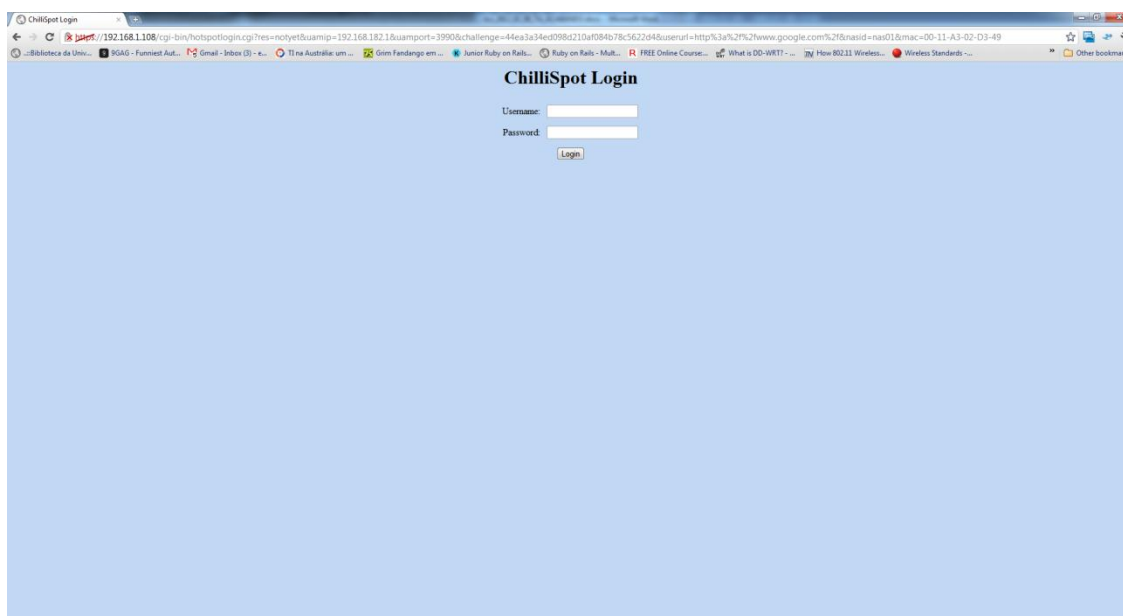 ChilliSpot Login
https://192.168.1.108/cgi-bin/hotspotlogin.cgi?res=notyet&uamip=192.168.182.1&uamport=3990&challenge=44ea3a34ed098d210af084b78c5622d4&userurl=http%3a%2f%2fwww.google.com%2f&nasid=nas01&mac=00-11-A3-02-D3-49
..::Biblioteca da Univ... 9GAG - Funniest Aut... Gmail - Inbox (3) - e... TI na Austrália: um ... Grim Fandango em ... Junior Ruby on Rails... Ruby on Rails - Mult... FREE Online Course:... What is DD-WRT? - ... How 802.11 Wireless... Wireless Standards -... » Other bookmar
ChilliSpot Login
Username:
Password:
Login